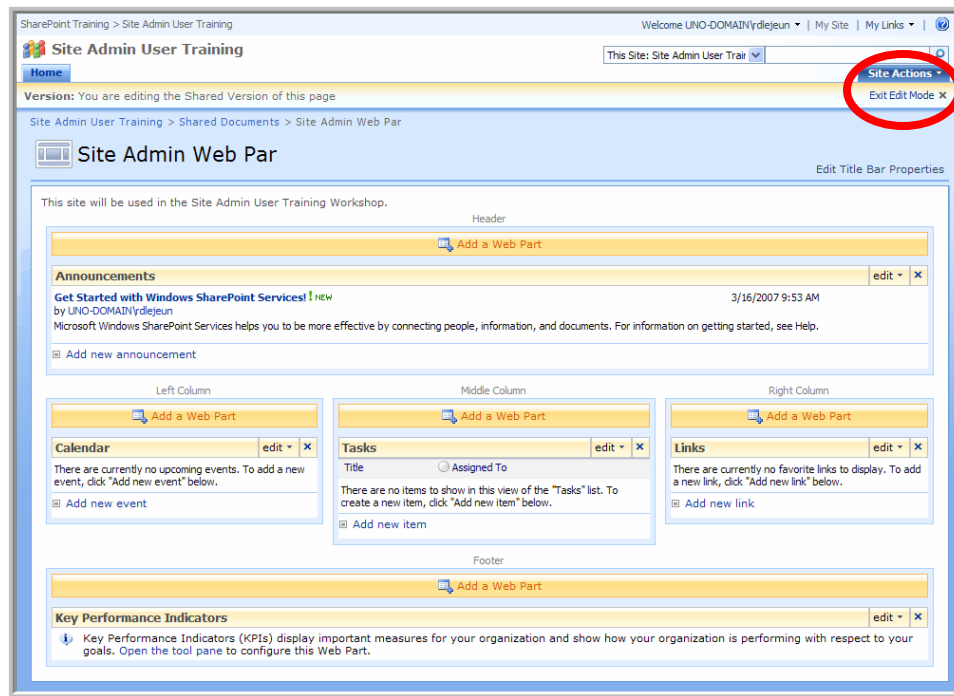 SharePoint Training > Site Admin User Training
Welcome UNO-DOMAIN\rdlejeun | My Site | My Links |
Site Admin User Training
This Site: Site Admin User Trair
Home
Site Actions
Version: You are editing the Shared Version of this page
Exit Edit Mode
Site Admin User Training > Shared Documents > Site Admin Web Par
Site Admin Web Par
Edit Title Bar Properties
This site will be used in the Site Admin User Training Workshop.
Header
Add a Web Part
Announcements
edit
Get Started with Windows SharePoint Services! NEW
3/16/2007 9:53 AM
by UNO-DOMAIN\rdlejeun
Microsoft Windows SharePoint Services helps you to be more effective by connecting people, information, and documents. For information on getting started, see Help.
Add new announcement
Left Column
Add a Web Part
Calendar
edit
There are currently no upcoming events. To add a new
event, click "Add new event" below.
Add new event
Middle Column
Add a Web Part
Tasks
edit
Title
Assigned To
There are no items to show in this view of the "Tasks" list. To
create a new item, click "Add new item" below.
Add new item
Right Column
Add a Web Part
Links
edit
There are currently no favorite links to display. To add
a new link, click "Add new link" below.
Add new link
Footer
Add a Web Part
Key Performance Indicators
edit
Key Performance Indicators (KPIs) display important measures for your organization and show how your organization is performing with respect to your
goals. Open the tool pane to configure this Web Part.